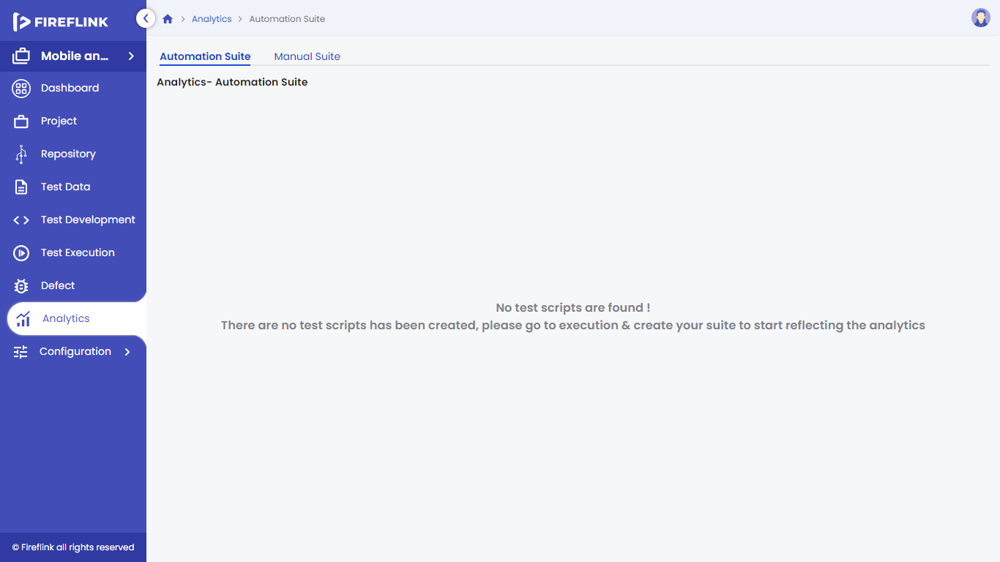 FIREFLINK
Analytics
Automation Suite
Mobile an...
Automation Suite
Manual Suite
Analytics- Automation Suite
Dashboard
Project
Repository
Test Data
Test Development
Test Execution
Defect
Analytics
Configuration
No test scripts are found !
There are no test scripts has been created, please go to execution & create your suite to start reflecting the analytics
© Fireflink all rights reserved